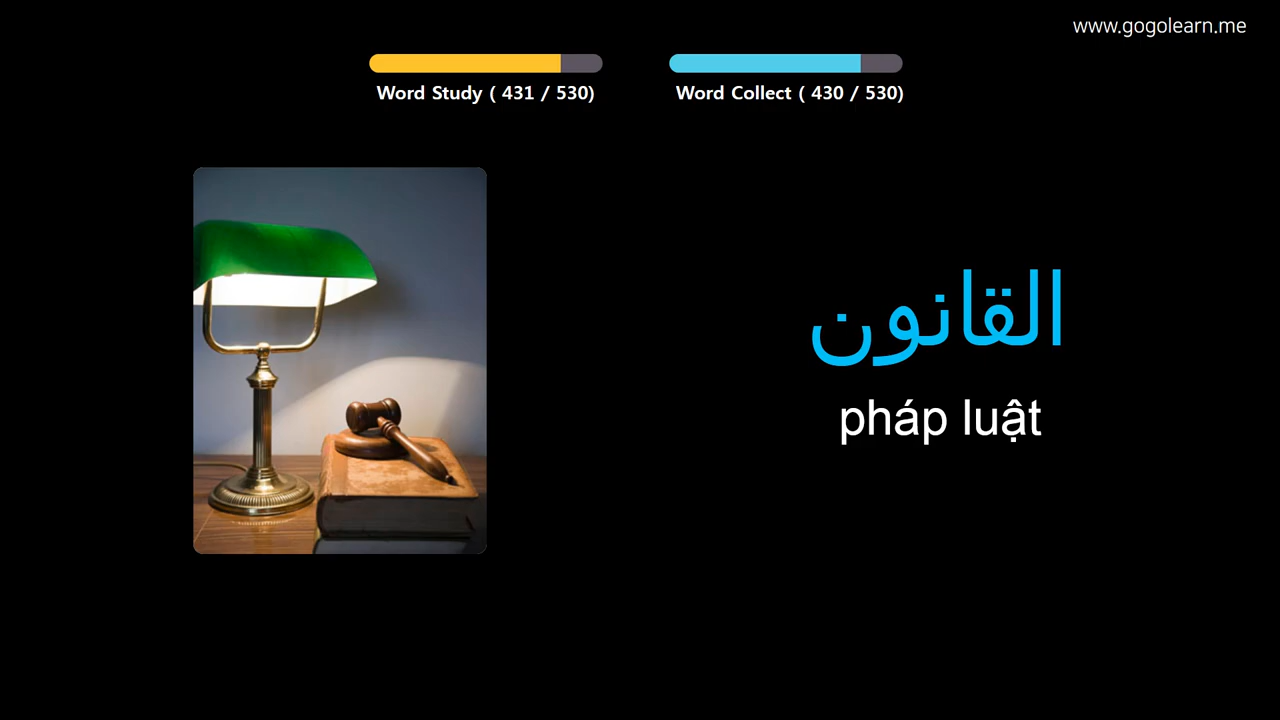 www.gogolearn.me
Word Study ( 431 / 530)
Word Collect ( 430 / 530)
القانون
pháp luật